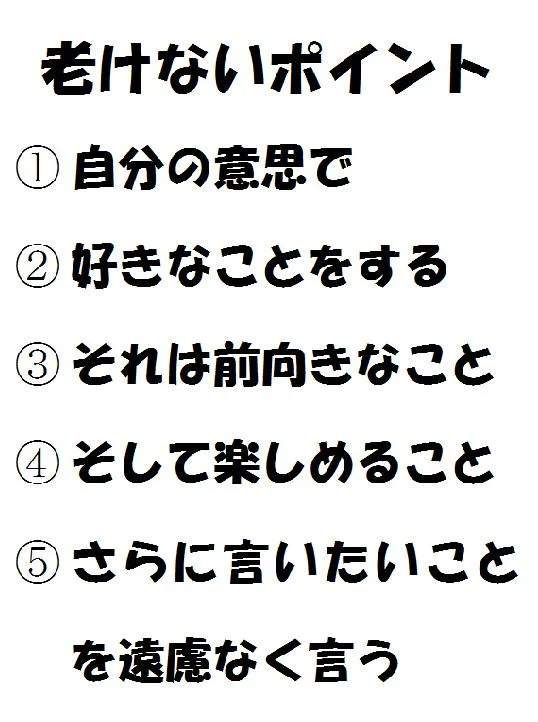 老けないポイント
① 自分の意思で
② 好きなことをする
③ それは前向きなこと
④ そして楽しめること
⑤ さらに言いたいこと
を遠慮なく言う